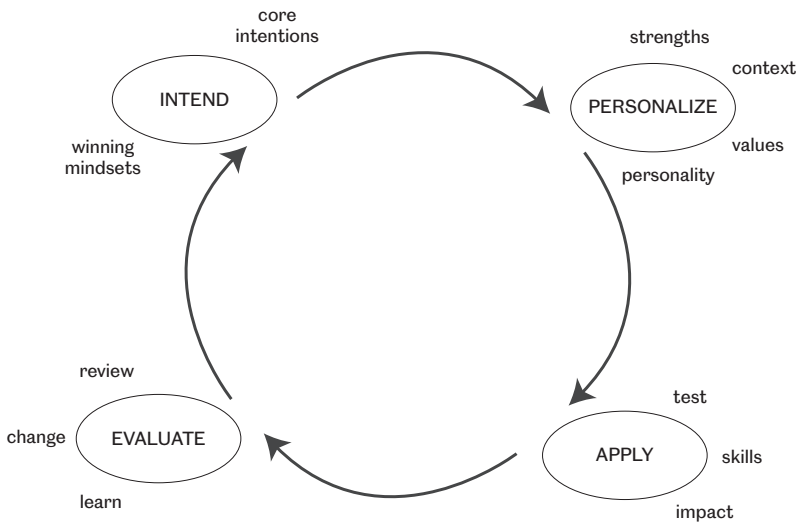 core
intentions
INTEND
winning
mindsets
strengths
context
PERSONALIZE
values
personality
test
APPLY
skills
impact
review
change
EVALUATE
learn